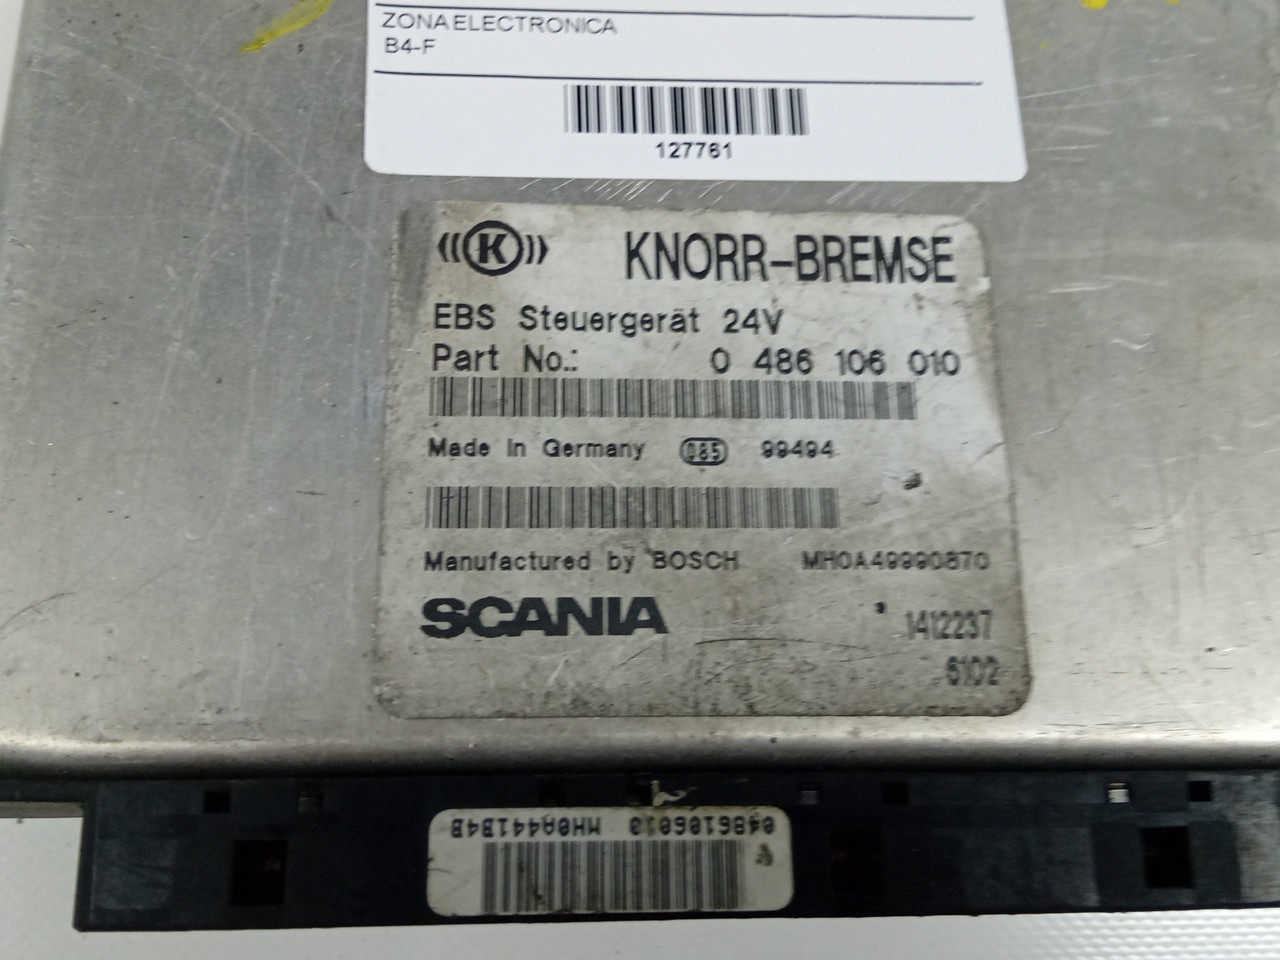 ZONA ELECTRONICA
B4-F
127761
K KNORR-BREMSE
EBS Steuergerät 24V
Part No.: 0 486 106 010
Made in Germany 085 99494
Manufactured by BOSCH MH0A49990870
SCANIA 1412237
6102
0486106010 MH0A441B4B